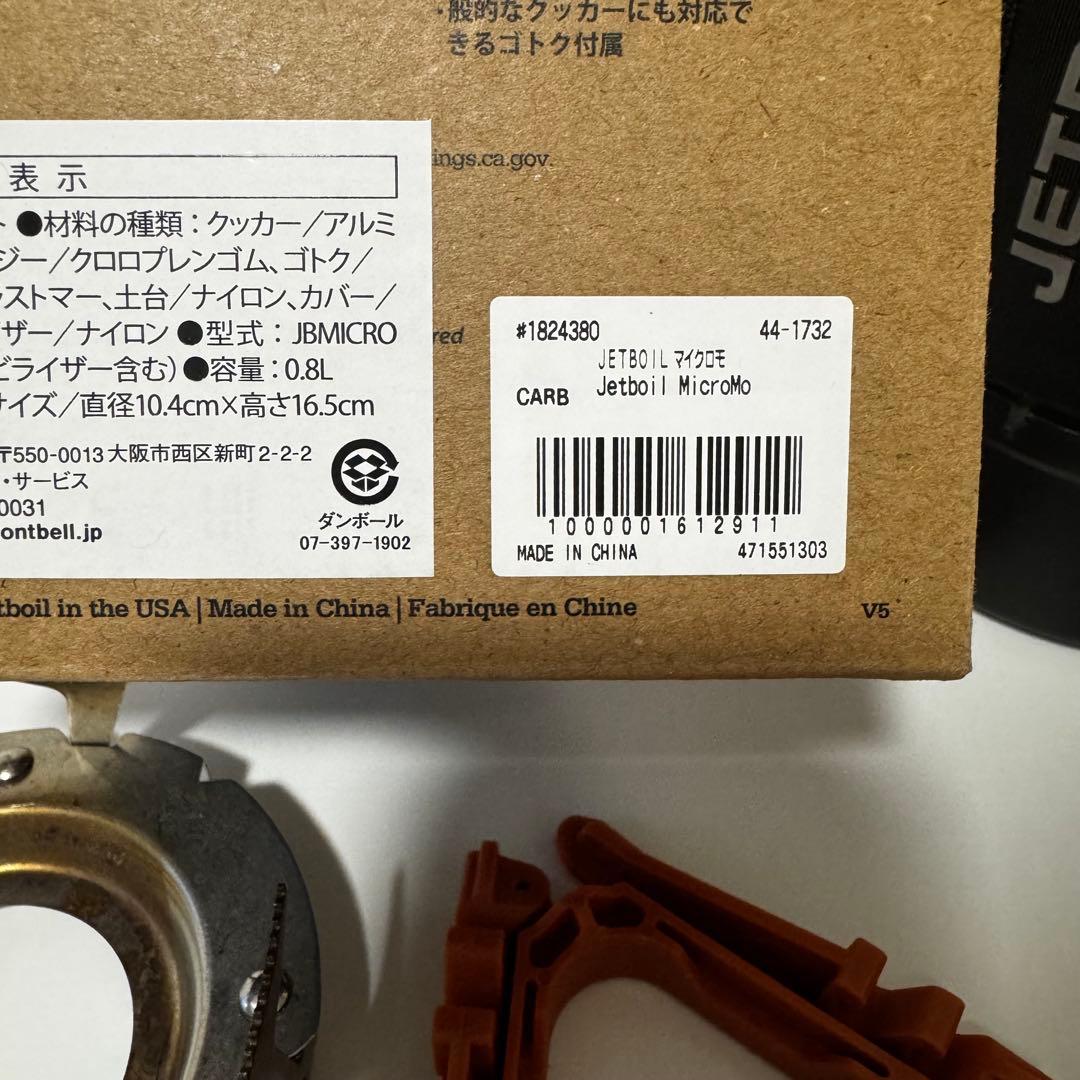 般的なクッカーにも対応で
きるゴトク付属
ings.ca.gov.
表示
●材料の種類：クッカー／アルミ
ジー／クロロプレンゴム、ゴトク／
ラストマー、土台／ナイロン、カバー／
ザー／ナイロン ●型式：JBMICRO
ビライザー含む）●容量：0.8L
サイズ／直径10.4cm×高さ16.5cm
〒550-0013 大阪市西区新町2-2-2
・サービス
0031
ontbell.jp
ダンボール
07-397-1902
red
#1824380 44-1732
JETBOIL マイクロモ
CARB Jetboil MicroMo
1000001612911
MADE IN CHINA 471551303
tboil in the USA | Made in China | Fabrique en Chine
V5
JETB